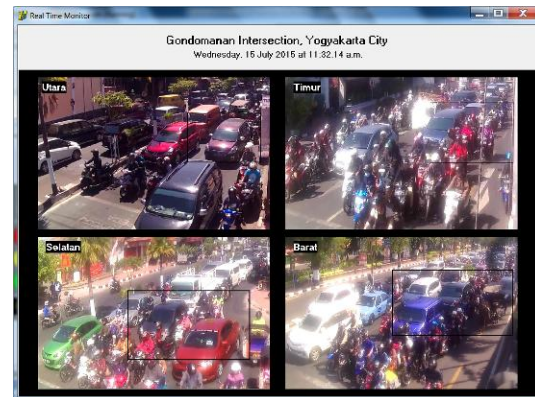 Real Time Monitor
Gondomanan Intersection, Yogyakarta City
Wednesday, 15 July 2015 at 11:32.14 a.m.
Utara
Timur
Selatan
Barat